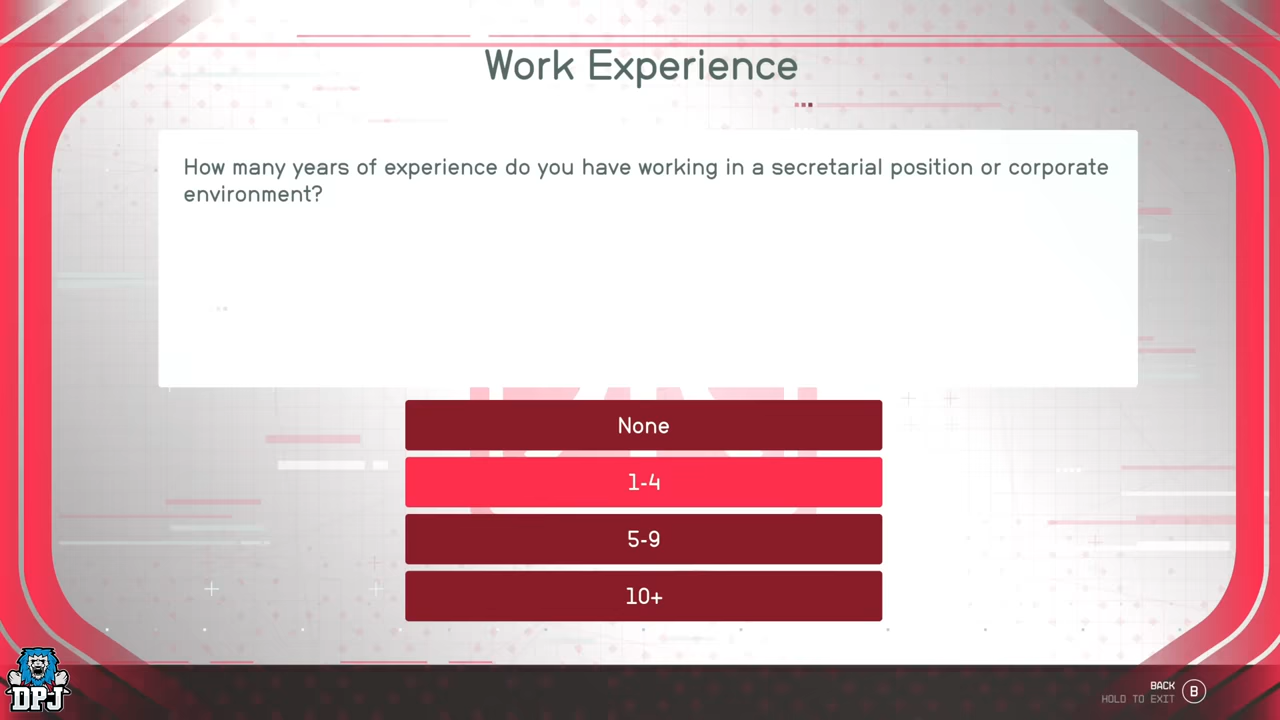 Work Experience
How many years of experience do you have working in a secretarial position or corporate
environment?
None
1-4
5-9
10+
DPJ
BACK
HOLD TO EXIT
B